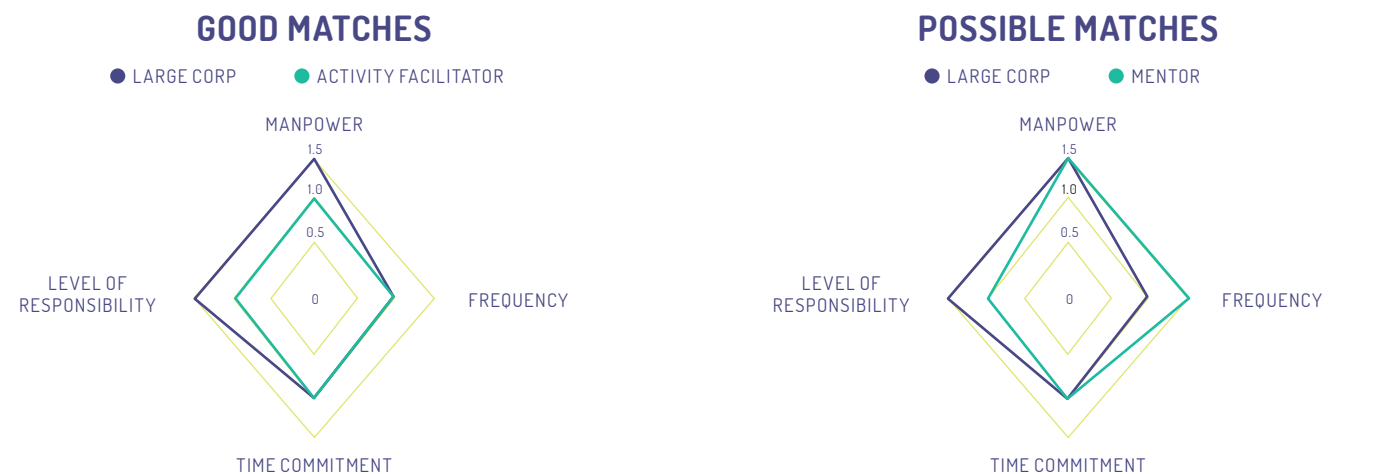 GOOD MATCHES
LARGE CORP
ACTIVITY FACILITATOR
MANPOWER
1.5
1.0
0.5
0
LEVEL OF
RESPONSIBILITY
FREQUENCY
TIME COMMITMENT
POSSIBLE MATCHES
LARGE CORP
MENTOR
MANPOWER
1.5
1.0
0.5
0
LEVEL OF
RESPONSIBILITY
FREQUENCY
TIME COMMITMENT